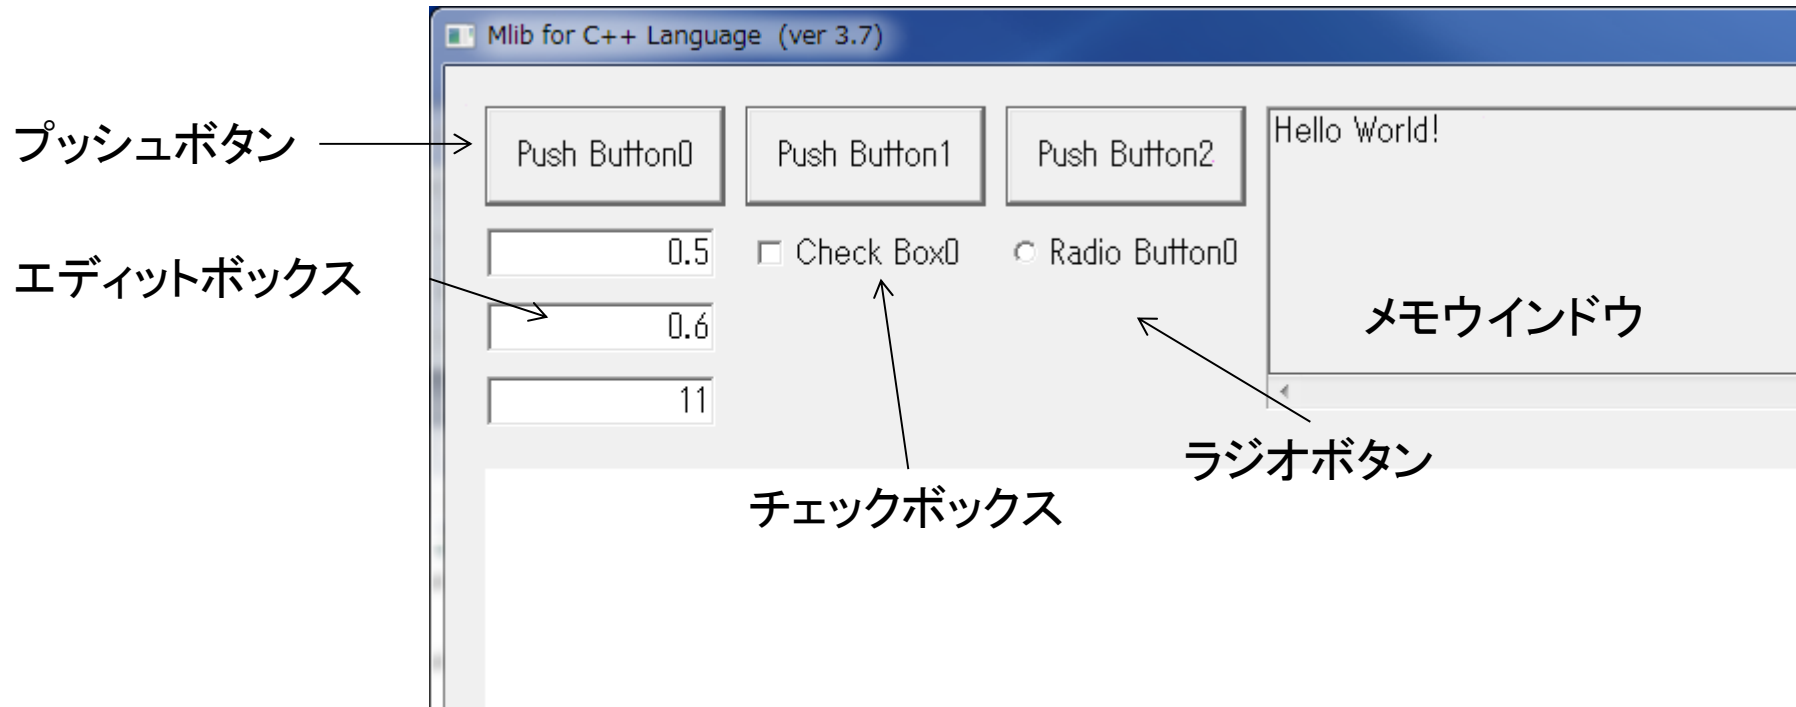 Mlib for C++ Language (ver 3.7)
プッシュボタン
Push Button0
Push Button1
Push Button2
Hello World!
エディットボックス
0.5
Check Box0
Radio Button0
0.6
メモウインドウ
11
ラジオボタン
チェックボックス